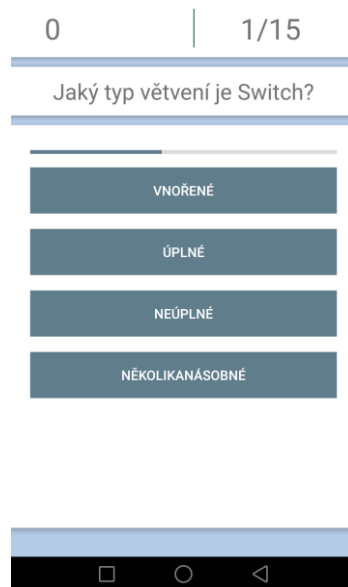 0 1/15
Jaký typ větvení je Switch?
VNOŘENÉ
ÚPLNÉ
NEÚPLNÉ
NĚKOLIKANÁSOBNÉ